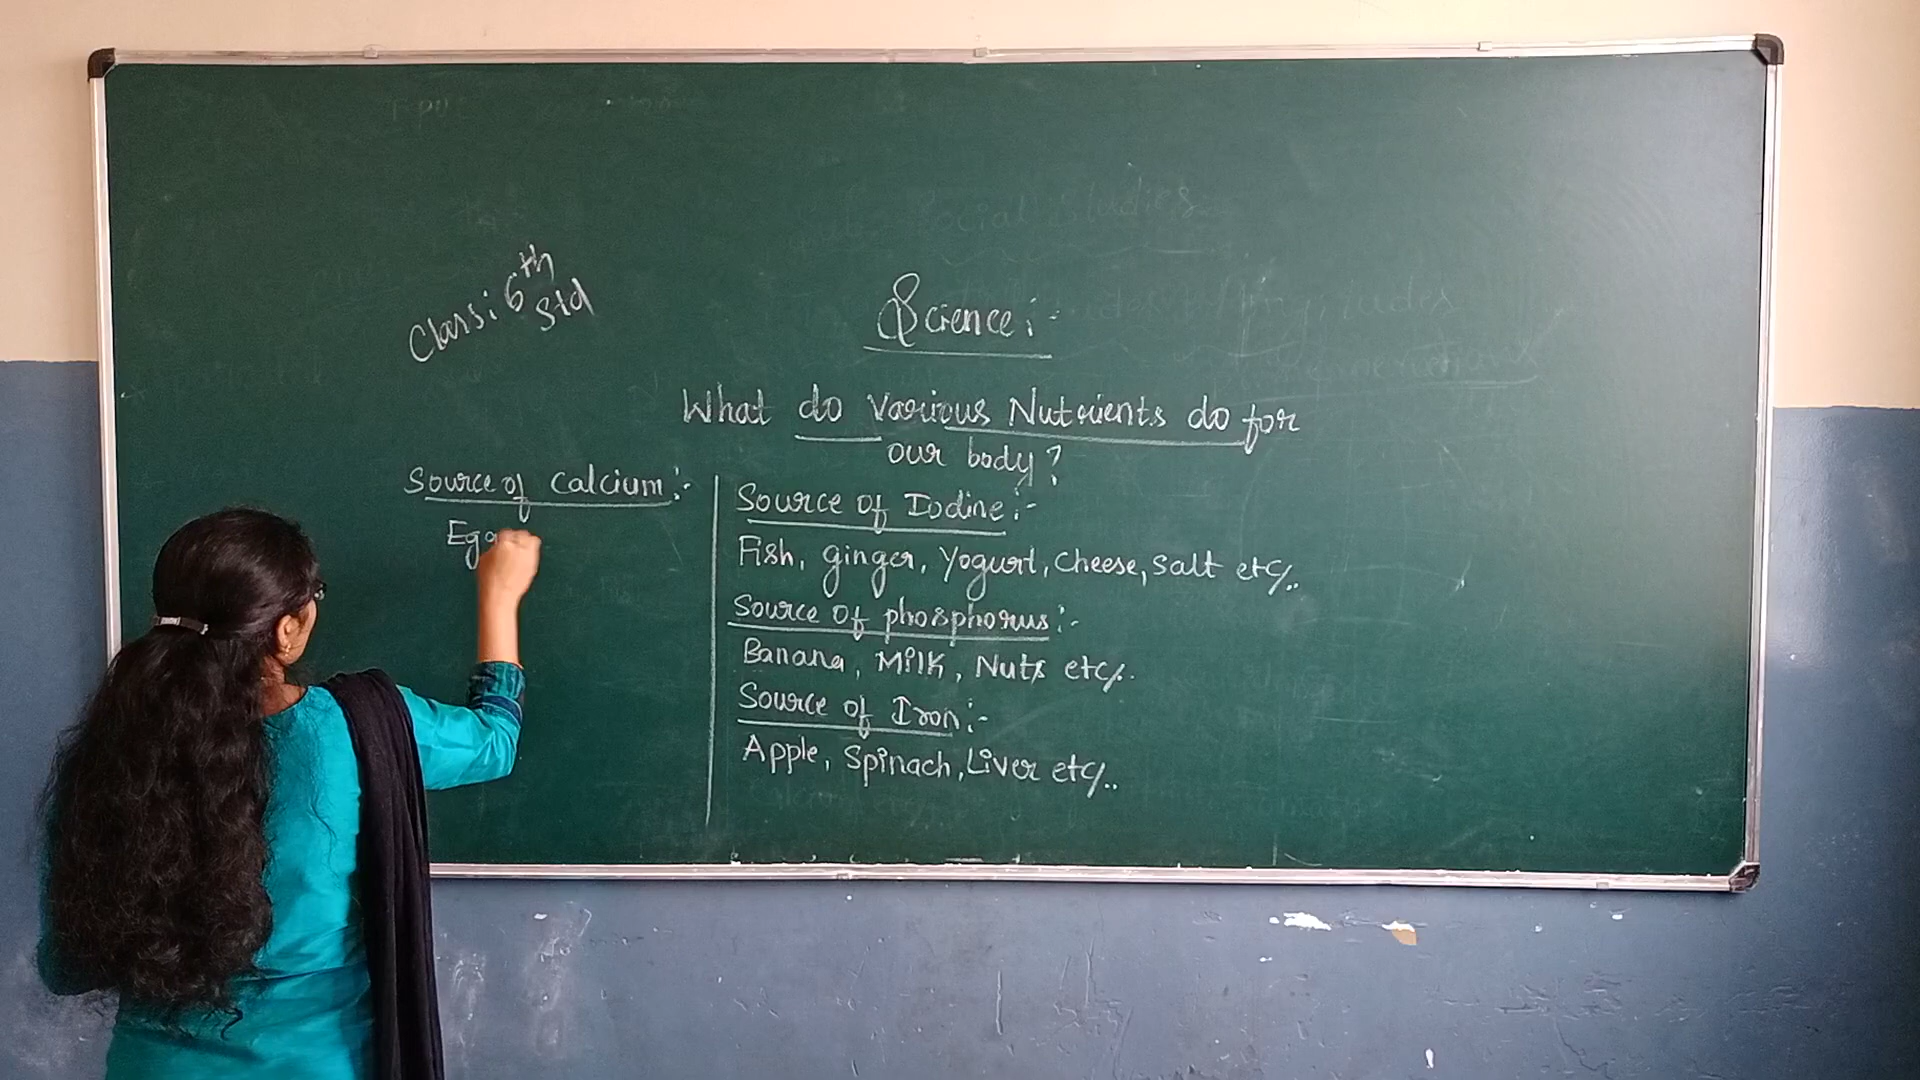 Class: 6th
Std
Science:-
What do various Nutrients do for
our body?
Source of Calcium:-
Source of Iodine:-
Fish, ginger, Yogurt, Cheese, Salt etc/..
Source of phosphorus:-
Banana, Milk, Nuts etc/..
Source of Iron:-
Apple, Spinach, Liver etc/..
Social Studies